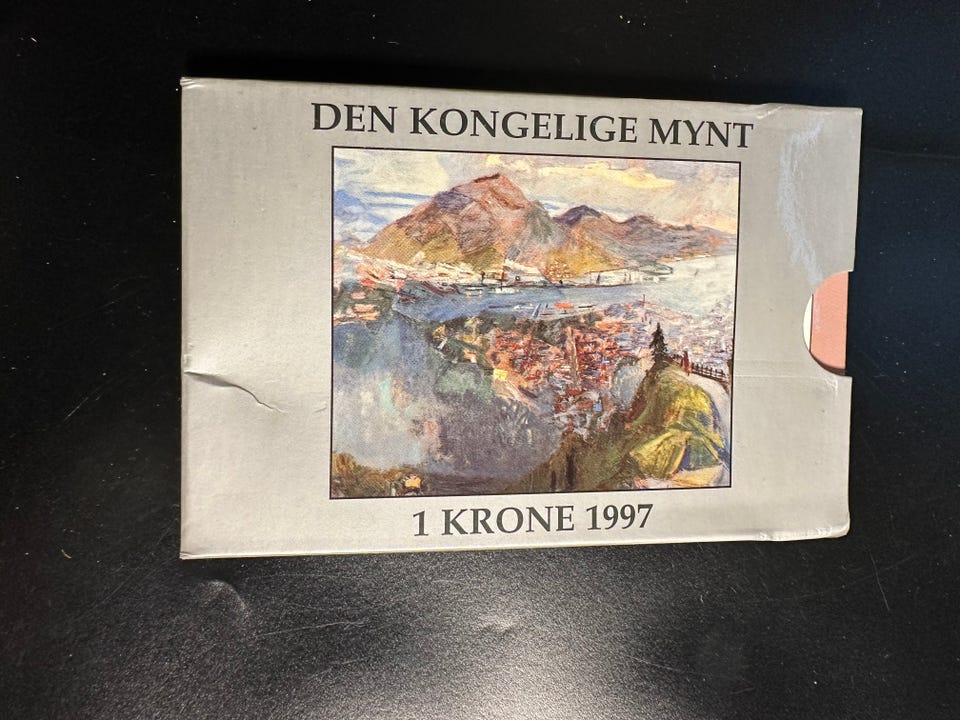 DEN KONGELIGE MYNT
1 KRONE 1997